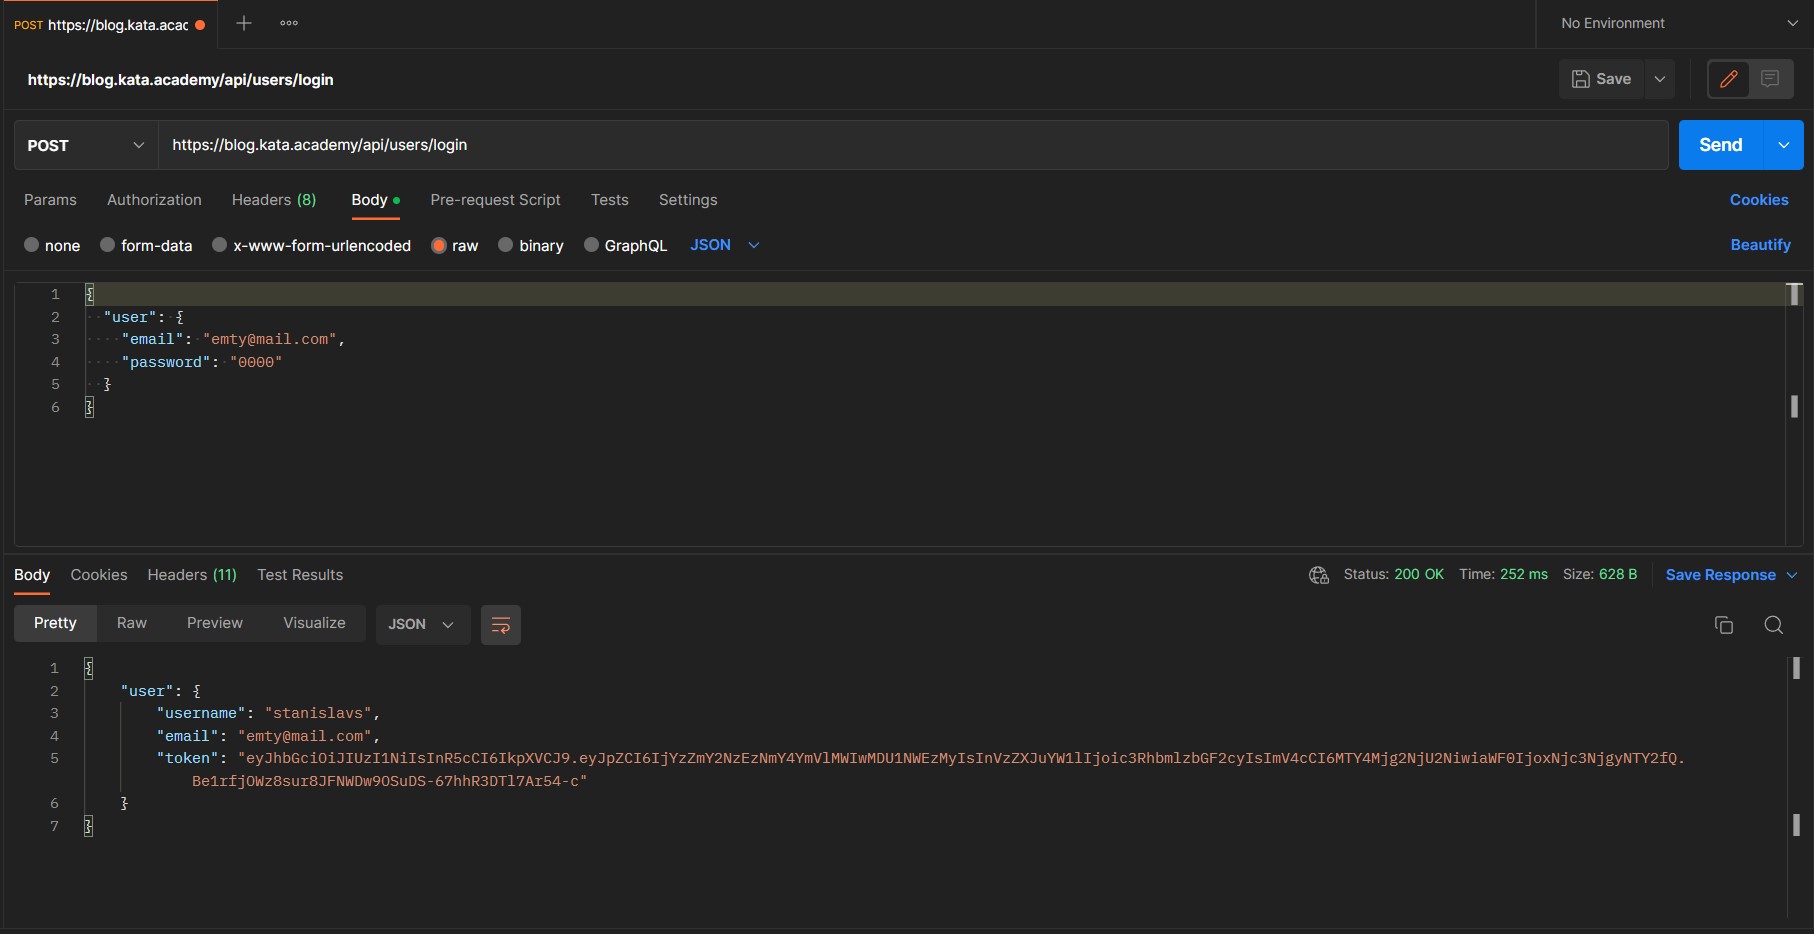 POST https://blog.kata.acac
No Environment
https://blog.kata.academy/api/users/login
Save
POST https://blog.kata.academy/api/users/login Send
Params Authorization Headers (8) Body Pre-request Script Tests Settings Cookies
none form-data x-www-form-urlencoded raw binary GraphQL JSON Beautify
1 {
2 "user": {
3 "email": "emty@mail.com",
4 "password": "0000"
5 }
6 }
Body Cookies Headers (11) Test Results Status: 200 OK Time: 252 ms Size: 628 B Save Response
Pretty Raw Preview Visualize JSON
1 {
2 "user": {
3 "username": "stanislavs",
4 "email": "emty@mail.com",
5 "token": "eyJhbGciOiJIUzI1NiIsInR5cCI6IkpXVCJ9.eyJpZCI6IjYzZmY2NzEzNmY4YmVlMWIwMDU1NWEzMyIsInVzZXJuYW1lIjoic3RhbmlzbGF2cyIsImV4cCI6MTY4Mjg2NjU2NiwiaWF0IjoxNjc3NjgyNTY2fQ.
Be1rfjOWz8sur8JFNWDw9OSuDS-67hhR3DTl7Ar54-c"
6 }
7 }